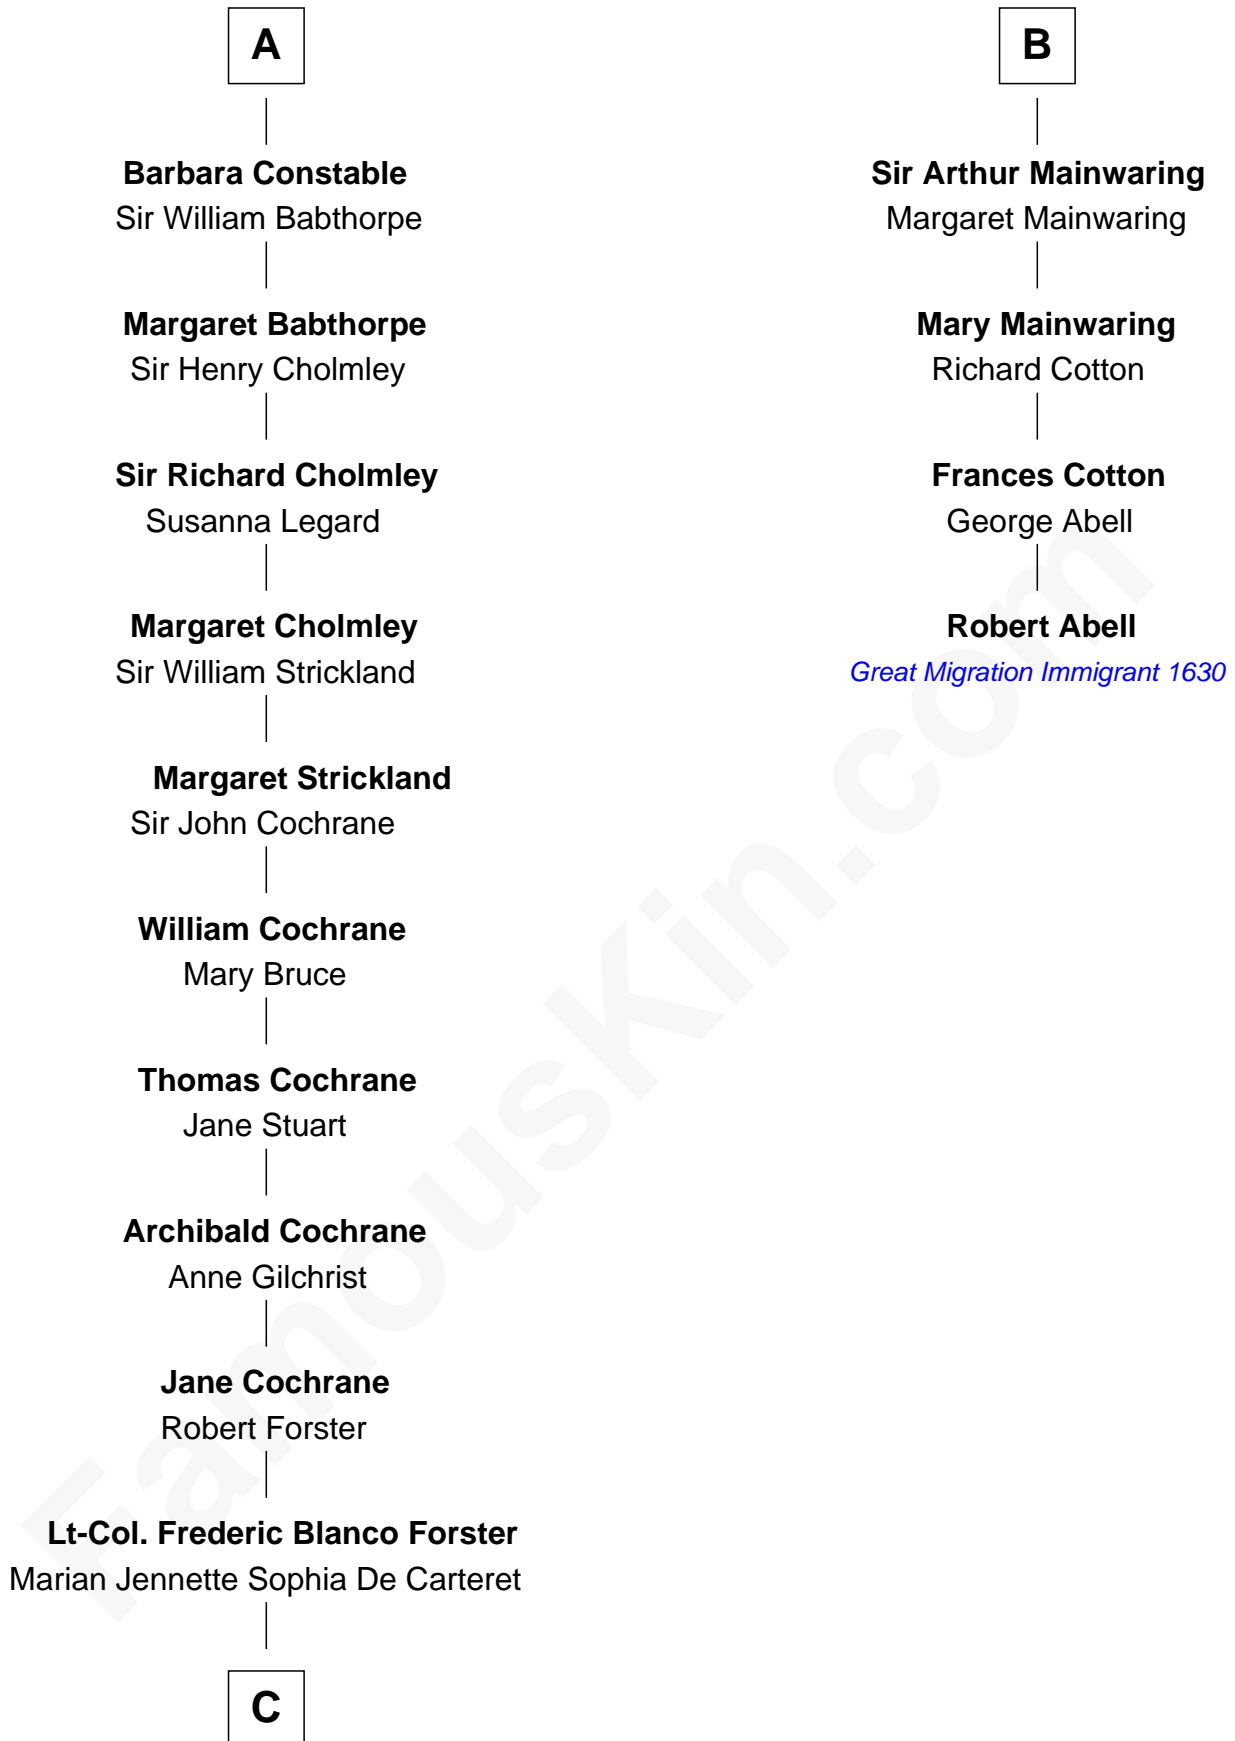 A
Barbara Constable
Sir William Babthorpe
Margaret Babthorpe
Sir Henry Cholmley
Sir Richard Cholmley
Susanna Legard
Margaret Cholmley
Sir William Strickland
Margaret Strickland
Sir John Cochrane
William Cochrane
Mary Bruce
Thomas Cochrane
Jane Stuart
Archibald Cochrane
Anne Gilchrist
Jane Cochrane
Robert Forster
Lt-Col. Frederic Blanco Forster
Marian Jennette Sophia De Carteret
C
B
Sir Arthur Mainwaring
Margaret Mainwaring
Mary Mainwaring
Richard Cotton
Frances Cotton
George Abell
Robert Abell
Great Migration Immigrant 1630
FamousKin.com